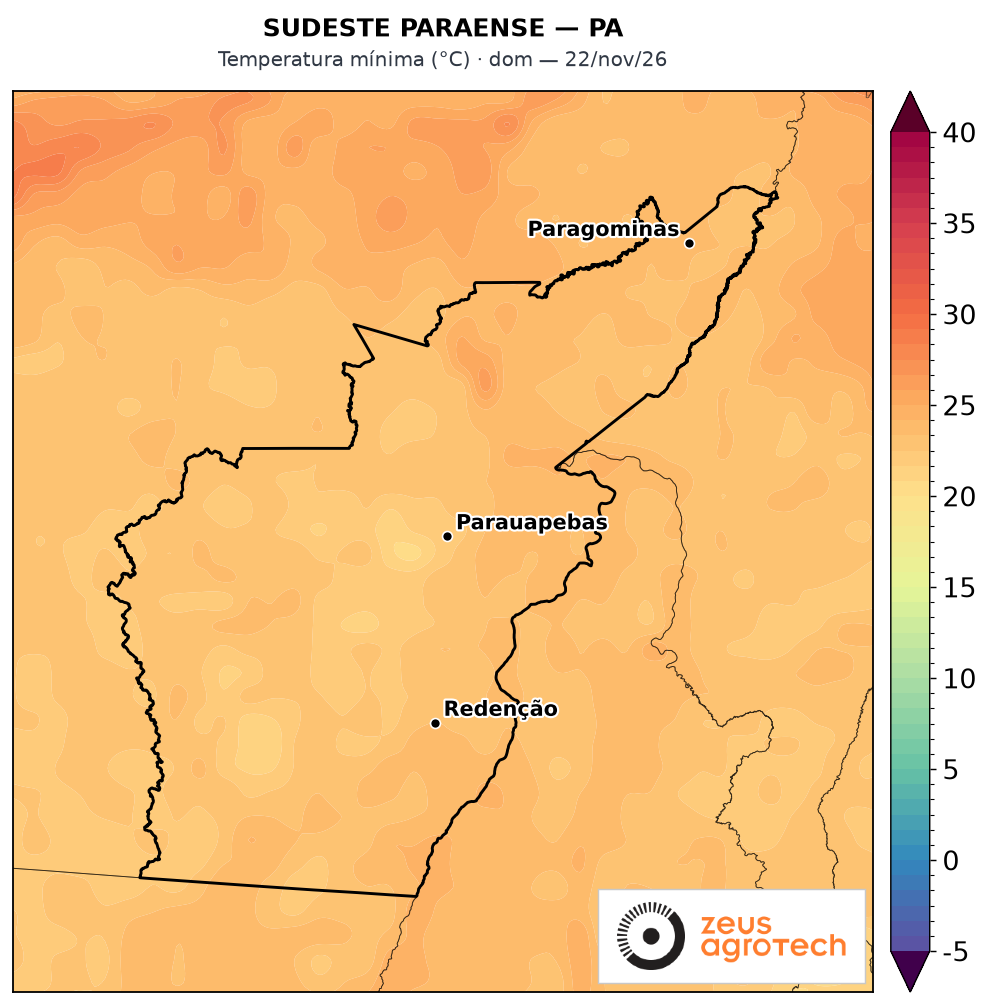 SUDESTE PARAENSE — PA
Temperatura mínima (°C) · dom — 22/nov/26
40
35
30
25
20
15
10
5
0
-5
Paragominas
Parauapebas
Redenção
zeus
agrotech